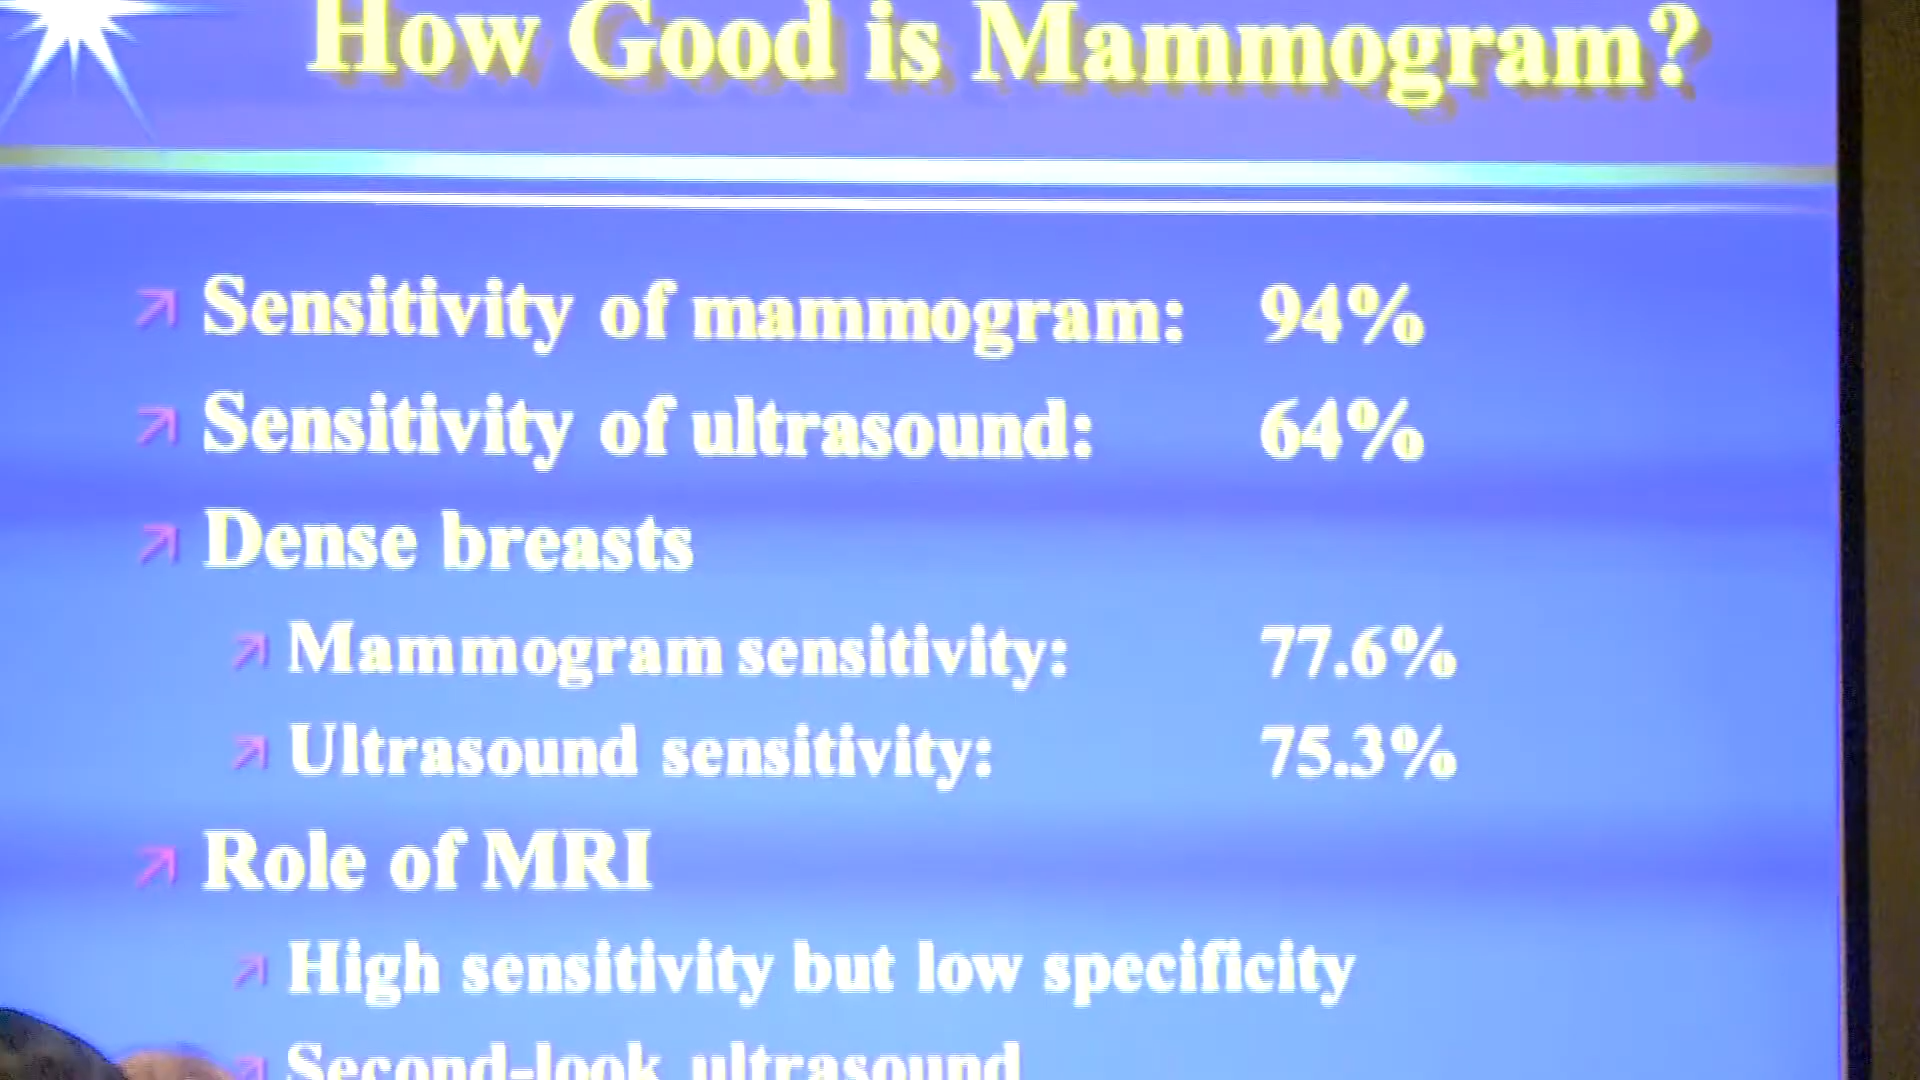 How Good is Mammogram?
Sensitivity of mammogram: 94%
Sensitivity of ultrasound: 64%
Dense breasts
Mammogram sensitivity: 77.6%
Ultrasound sensitivity: 75.3%
Role of MRI
High sensitivity but low specificity
Second-look ultrasound